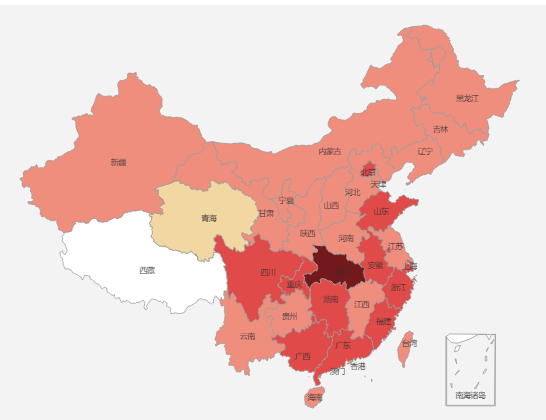 黑龙江
吉林
辽宁
内蒙古
新疆
北京
天津
河北
山西
宁夏
甘肃
青海
山东
陕西
河南
江苏
西藏
四川
重庆
安徽
上海
浙江
湖南
江西
贵州
福建
云南
广西
广东
台湾
香港
澳门
海南
南海诸岛